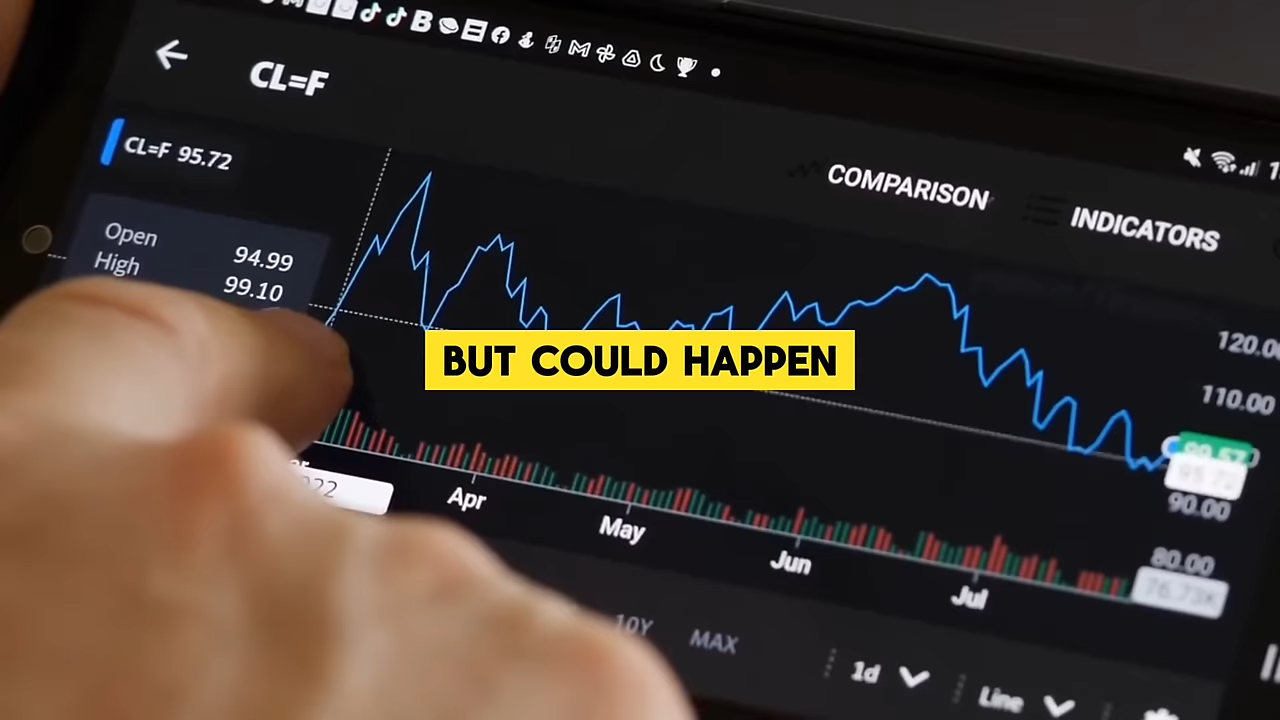 CL=F
CL=F 95.72
COMPARISON
INDICATORS
Open 94.99
High 99.10
BUT COULD HAPPEN
120.0
110.00
90.00
80.00
Apr
May
Jun
Jul
10Y MAX
1d
Line